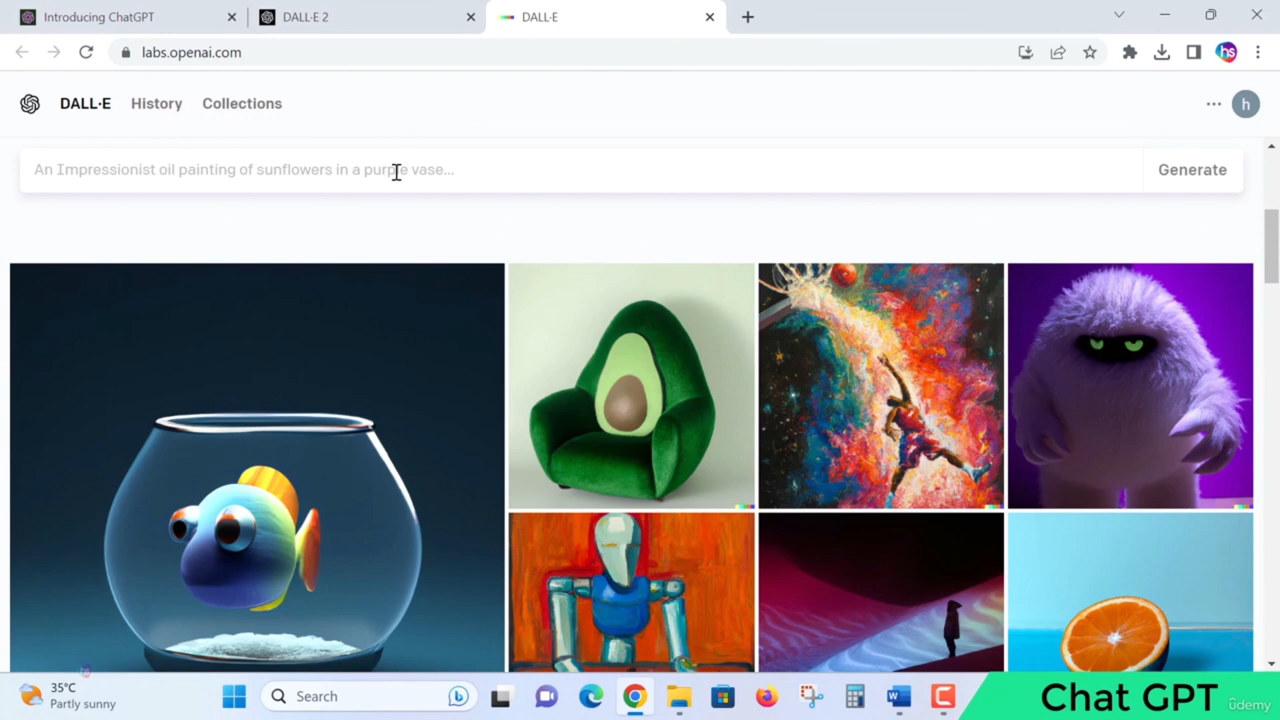 Introducing ChatGPT
DALL·E 2
DALL·E
labs.openai.com
hs
DALL·E
History
Collections
h
An Impressionist oil painting of sunflowers in a purple vase...
Generate
35°C
Partly sunny
Search
Chat GPT
ûdemy